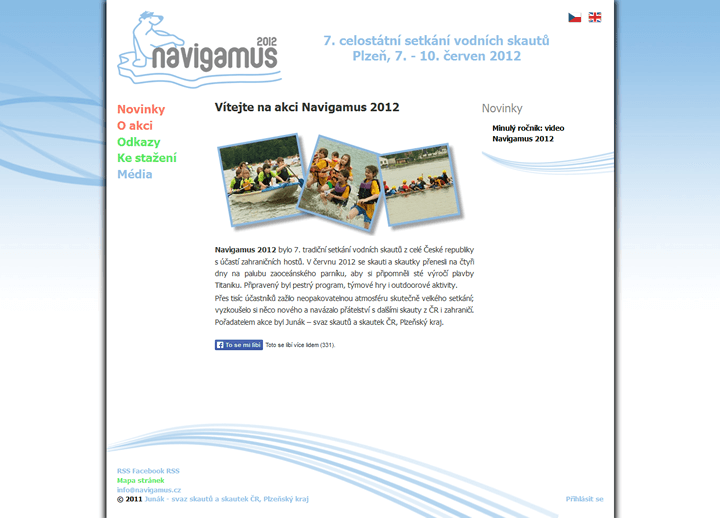 navigamus 2012
7. celostátní setkání vodních skautů
Plzeň, 7. - 10. červen 2012
Novinky
O akci
Odkazy
Ke stažení
Média
Vítejte na akci Navigamus 2012
Navigamus 2012 bylo 7. tradiční setkání vodních skautů z celé České republiky
s účastí zahraničních hostů. V červnu 2012 se skauti a skautky přenesli na čtyři
dny na palubu zaoceánského parníku, aby si připomněli sté výročí plavby
Titaniku. Připravený byl pestrý program, týmové hry i outdoorové aktivity.
Přes tisíc účastníků zažilo neopakovatelnou atmosféru skutečně velkého setkání;
vyzkoušelo si něco nového a navázalo přátelství s dalšími skauty z ČR i zahraničí.
Pořadatelem akce byl Junák – svaz skautů a skautek ČR, Plzeňský kraj.
To se mi líbí Toto se líbí více lidem (331).
Novinky
Minulý ročník: video
Navigamus 2012
RSS Facebook RSS
Mapa stránek
info@navigamus.cz
© 2011 Junák - svaz skautů a skautek ČR, Plzeňský kraj
Přihlásit se